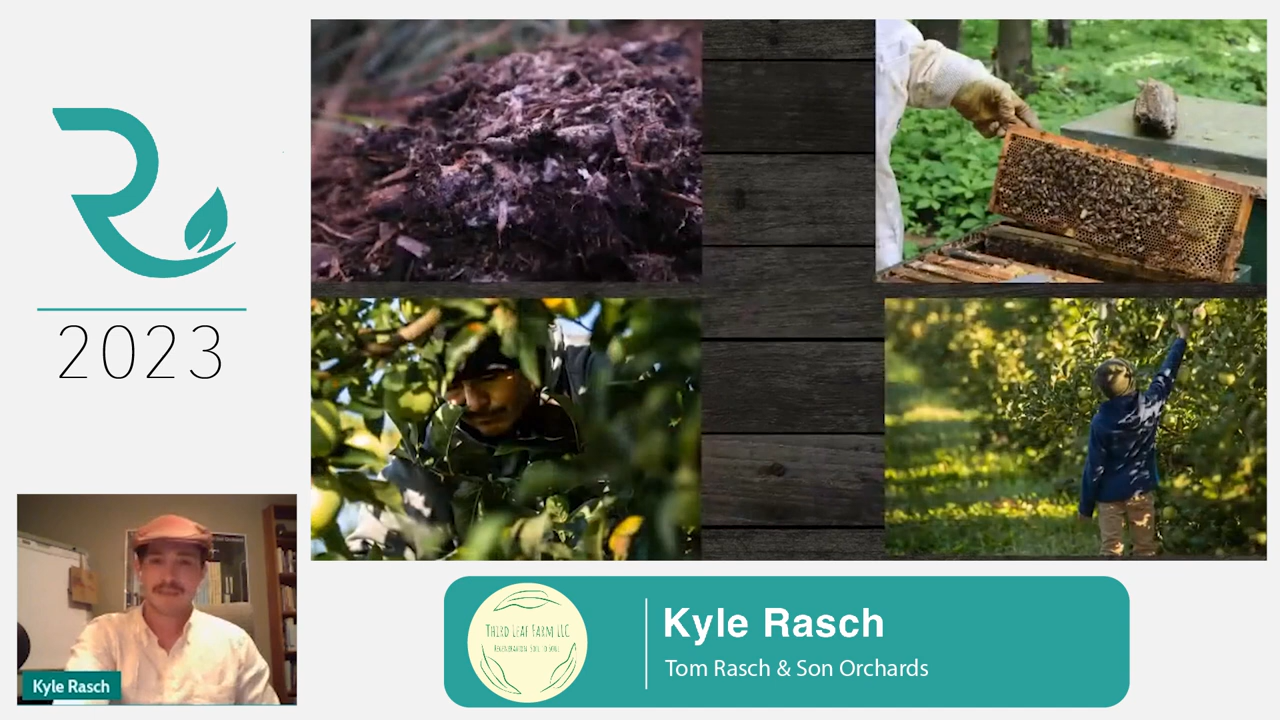 2023
Kyle Rasch
THIRD LEAF FARM LLC
Kyle Rasch
Tom Rasch & Son Orchards